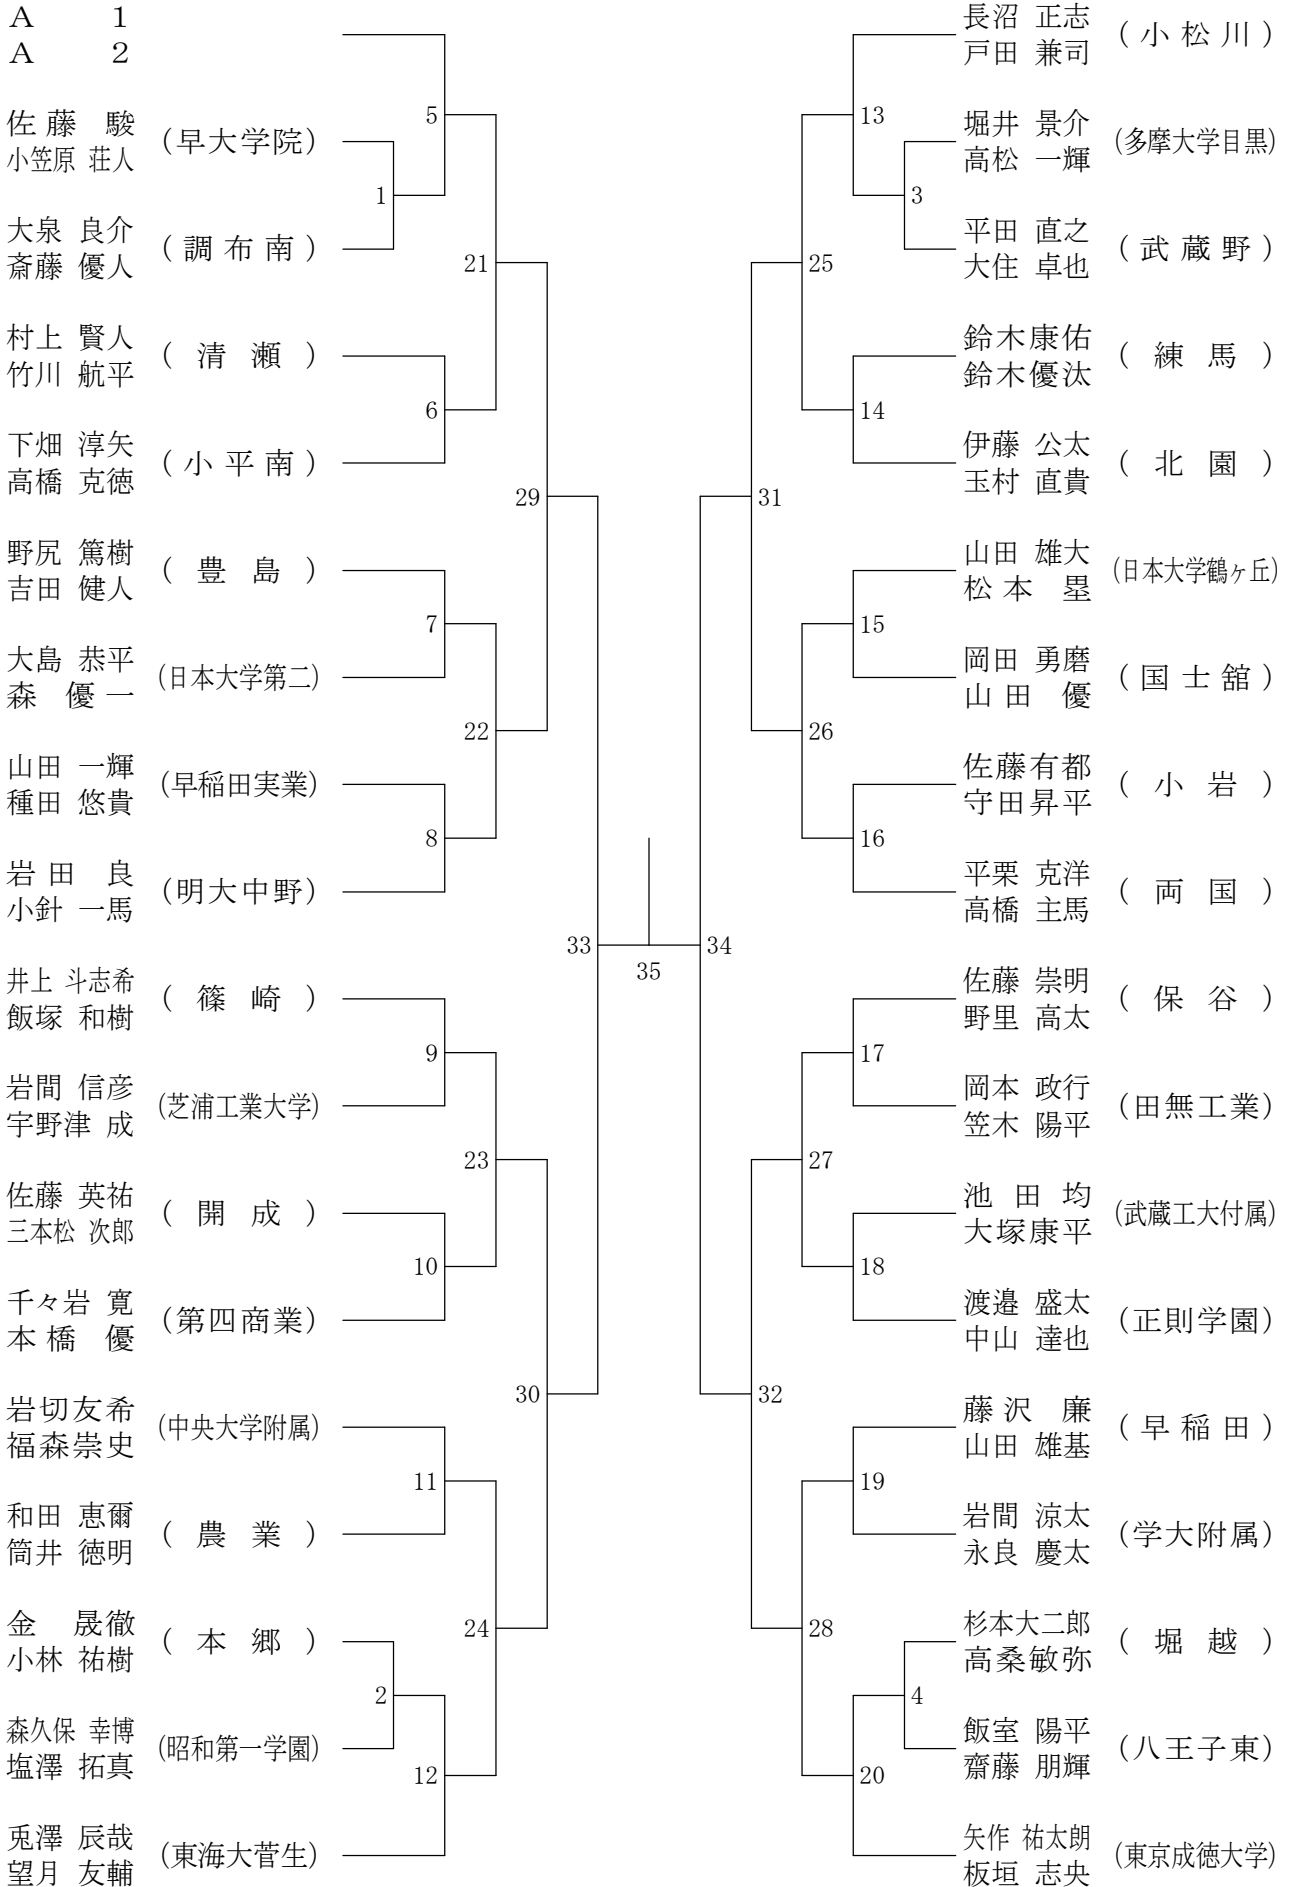 A 1
A 2
佐藤 駿
小笠原 荘人
(早大学院)
大泉 良介
斎藤 優人
(調布南)
村上 賢人
竹川 航平
(清瀬)
下畑 淳矢
高橋 克徳
(小平南)
野尻 篤樹
吉田 健人
(豊島)
大島 恭平
森 優一
(日本大学第二)
山田 一輝
種田 悠貴
(早稲田実業)
岩田 良
小針 一馬
(明大中野)
井上 斗志希
飯塚 和樹
(篠崎)
岩間 信彦
宇野津 成
(芝浦工業大学)
佐藤 英祐
三本松 次郎
(開成)
千々岩 寛
本橋 優
(第四商業)
岩切友希
福森崇史
(中央大学附属)
和田 恵爾
筒井 徳明
(農業)
金 晟徹
小林 祐樹
(本郷)
森久保 幸博
塩澤 拓真
(昭和第一学園)
兎澤 辰哉
望月 友輔
(東海大菅生)
1
2
5
6
7
8
9
10
11
12
21
22
23
24
29
30
33
35
34
31
32
25
26
27
28
13
14
15
16
17
18
19
20
3
4
長沼 正志
戸田 兼司
(小松川)
堀井 景介
高松 一輝
(多摩大学目黒)
平田 直之
大住 卓也
(武蔵野)
鈴木康佑
鈴木優汰
(練馬)
伊藤 公太
玉村 直貴
(北園)
山田 雄大
松本 塁
(日本大学鶴ヶ丘)
岡田 勇磨
山田 優
(国士舘)
佐藤有都
守田昇平
(小岩)
平栗 克洋
高橋 主馬
(両国)
佐藤 崇明
野里 高太
(保谷)
岡本 政行
笠木 陽平
(田無工業)
池田均
大塚康平
(武蔵工大付属)
渡邉 盛太
中山 達也
(正則学園)
藤沢 廉
山田 雄基
(早稲田)
岩間 涼太
永良 慶太
(学大附属)
杉本大二郎
高桑敏弥
(堀越)
飯室 陽平
齋藤 朋輝
(八王子東)
矢作 祐太朗
板垣 志央
(東京成徳大学)